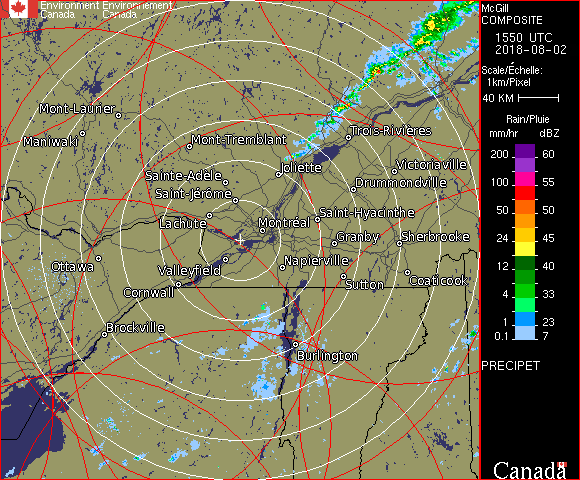 Environment Environnement
Canada Canada
McGill
COMPOSITE
1550 UTC
2018-08-02
Scale/Échelle:
1km/Pixel
40 KM
Rain/Pluie
mm/hr dBZ
200 60
100 55
50 50
24 45
12 40
4 33
1 23
0.1 7
PRECIPET
Canada
Mont-Laurier
Maniwaki
Mont-Tremblant
Trois-Rivières
Joliette
Victoriaville
Sainte-Adèle
Drummondville
Saint-Jérôme
Saint-Hyacinthe
Lachute
Montréal
Granby
Sherbrooke
Ottawa
Valleyfield
Napierville
Cornwall
Sutton
Coaticook
Brockville
Burlington